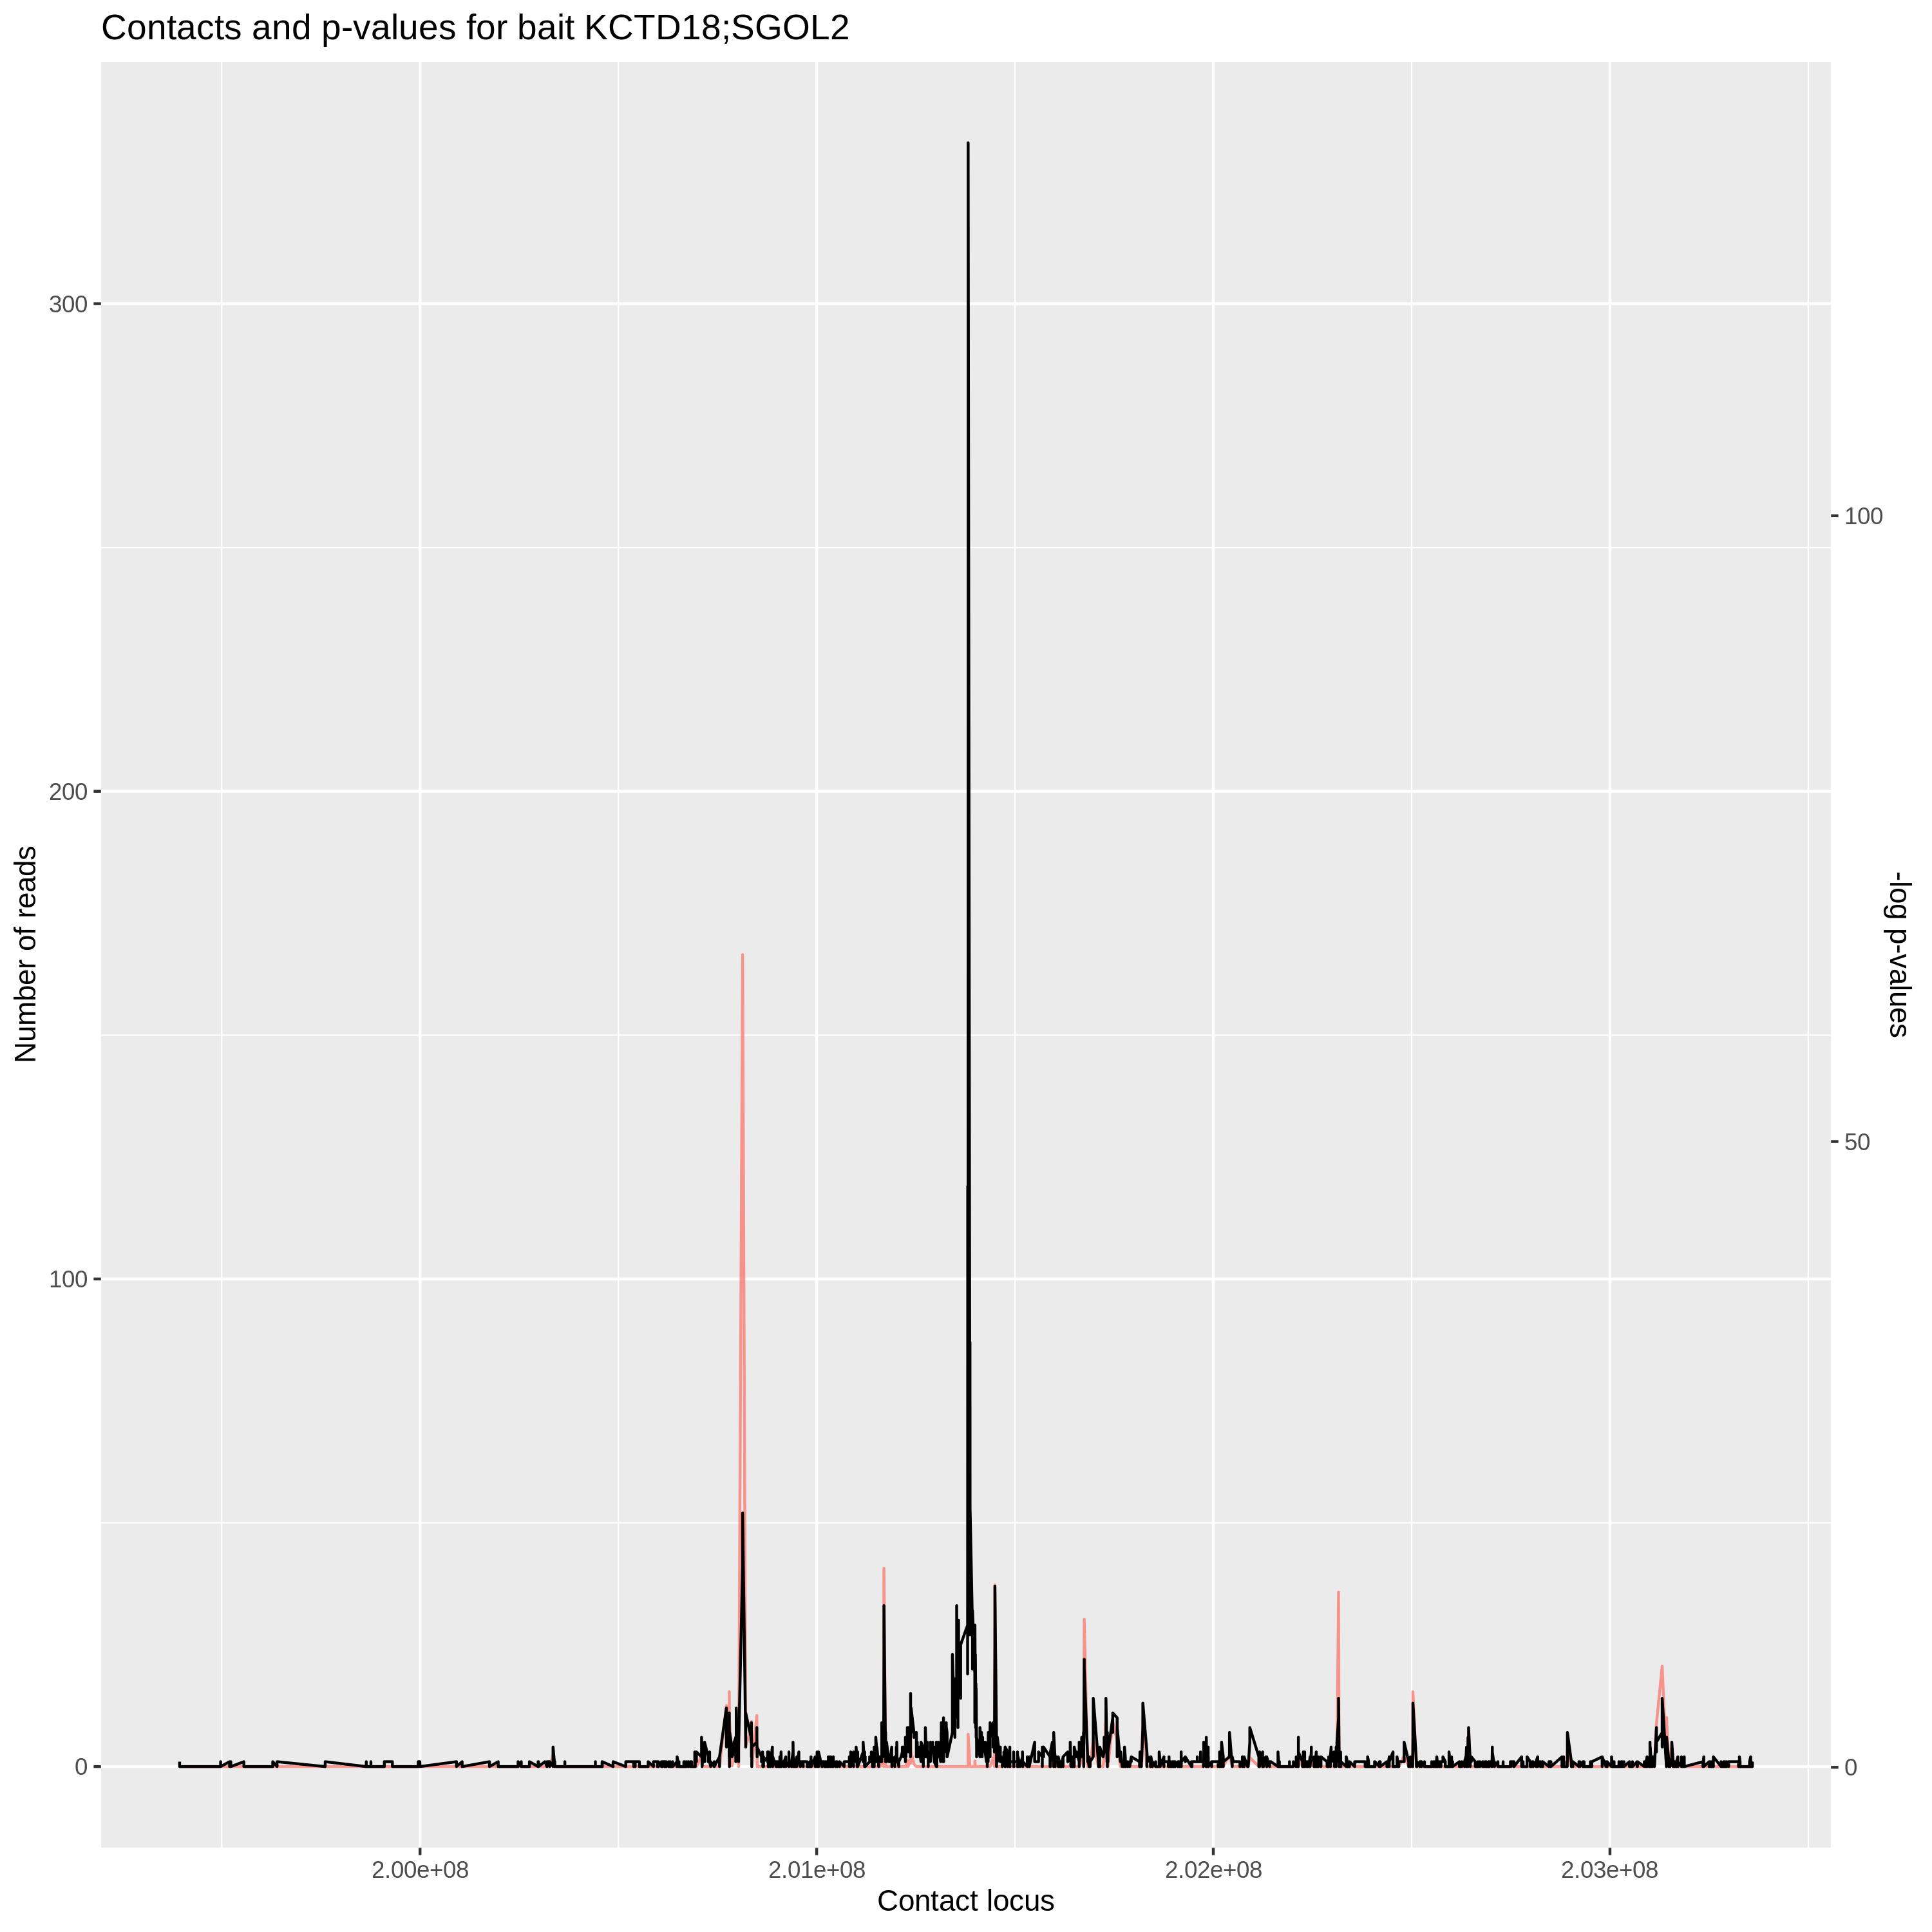 Contacts and p-values for bait KCTD18;SGOL2
300
200
100
0
Number of reads
100
50
0
-log p-values
2.00e+08
2.01e+08
2.02e+08
2.03e+08
Contact locus